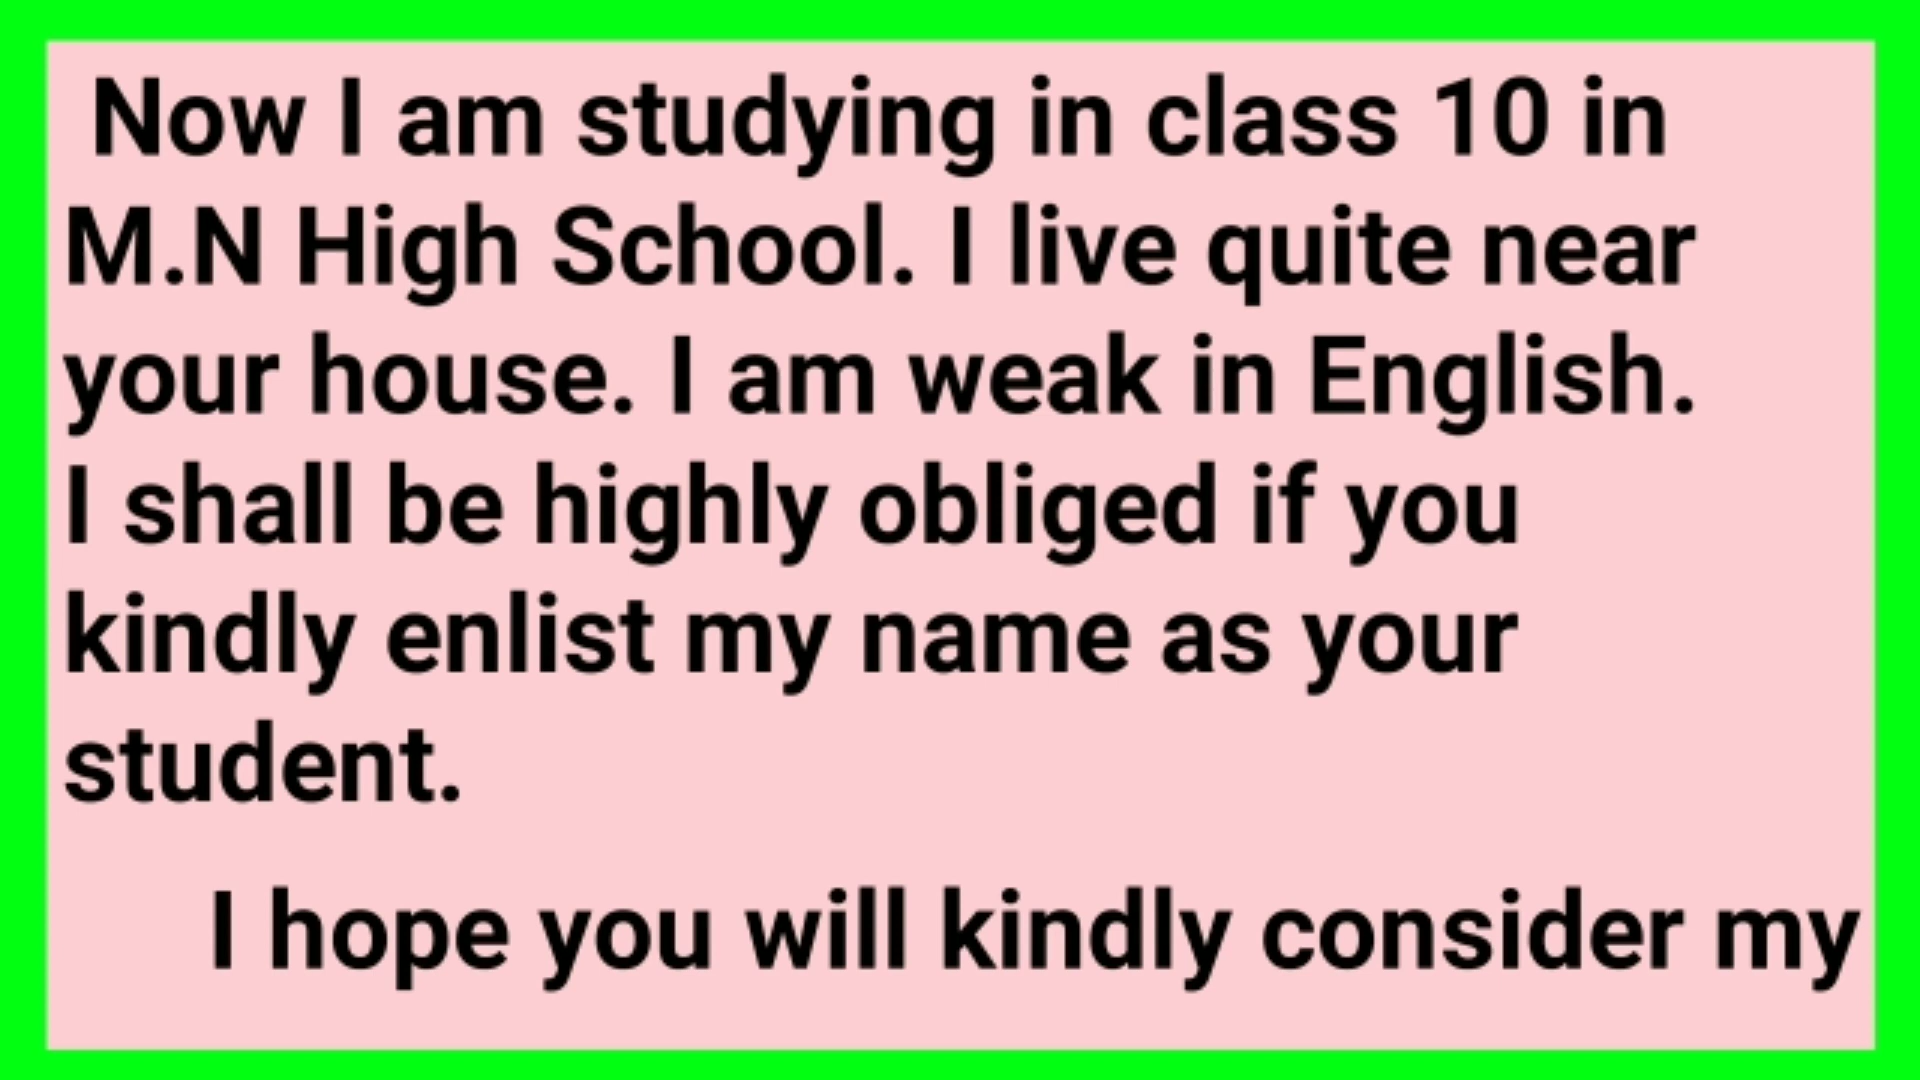 Now I am studying in class 10 in
M.N High School. I live quite near
your house. I am weak in English.
I shall be highly obliged if you
kindly enlist my name as your
student.
I hope you will kindly consider my